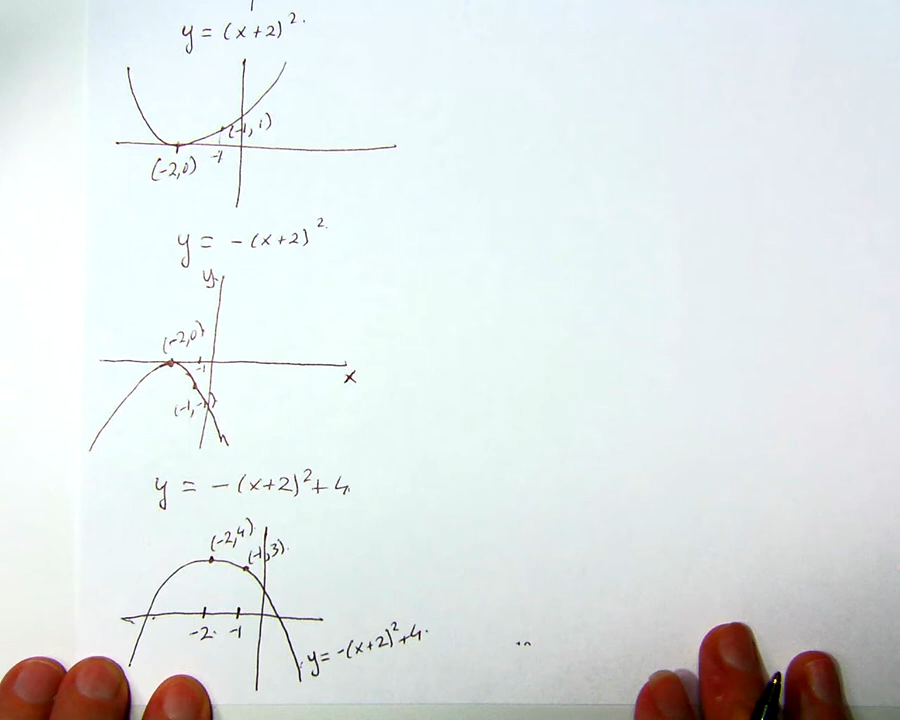 y = (x+2)².
(-1, 1)
-1
(-2,0)
y = -(x+2)².
y
(-2,0)
-1
x
(-1,-1)
y = -(x+2)²+4.
(-2,4).
(-1,3).
-2. -1
y=-(x+2)²+4.